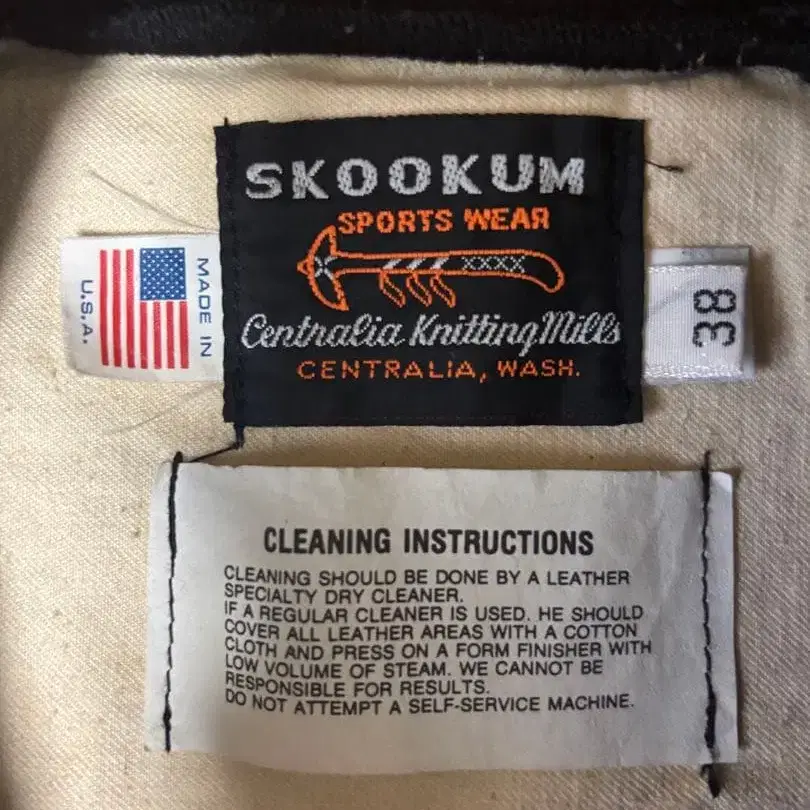 SKOOKUM
SPORTS WEAR
XXXX
Centralia Knitting Mills
CENTRALIA, WASH.
MADE IN
U.S.A.
38
CLEANING INSTRUCTIONS
CLEANING SHOULD BE DONE BY A LEATHER
SPECIALTY DRY CLEANER.
IF A REGULAR CLEANER IS USED. HE SHOULD
COVER ALL LEATHER AREAS WITH A COTTON
CLOTH AND PRESS ON A FORM FINISHER WITH
LOW VOLUME OF STEAM. WE CANNOT BE
RESPONSIBLE FOR RESULTS.
DO NOT ATTEMPT A SELF-SERVICE MACHINE.